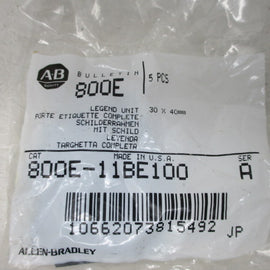 AB
BULLETIN
800E
5 PCS
LEGEND UNIT 30 X 40mm
PORTE ETIQUETTE COMPLETE
SCHILDERRAHMEN
MIT SCHILD
LEYENDA
TARGHETTA COMPLETA
CAT MADE IN U.S.A. SER
800E-11BE100 A
10662073815492 JP
ALLEN-BRADLEY